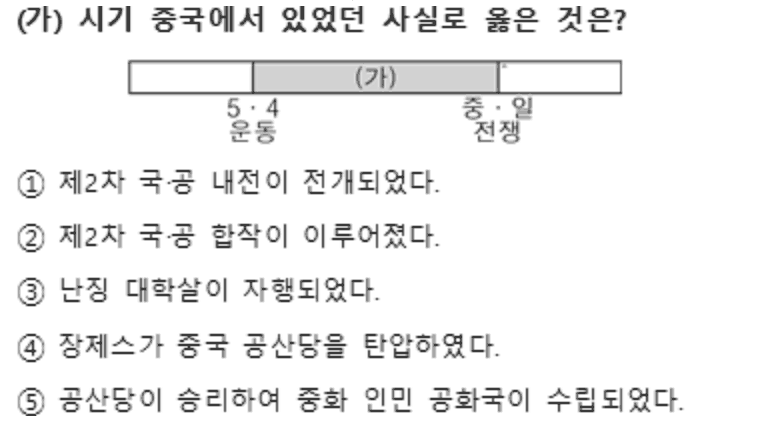 (가) 시기 중국에서 있었던 사실로 옳은 것은?
(가)
5 · 4 중 · 일
운동 전쟁
① 제2차 국·공 내전이 전개되었다.
② 제2차 국·공 합작이 이루어졌다.
③ 난징 대학살이 자행되었다.
④ 장제스가 중국 공산당을 탄압하였다.
⑤ 공산당이 승리하여 중화 인민 공화국이 수립되었다.